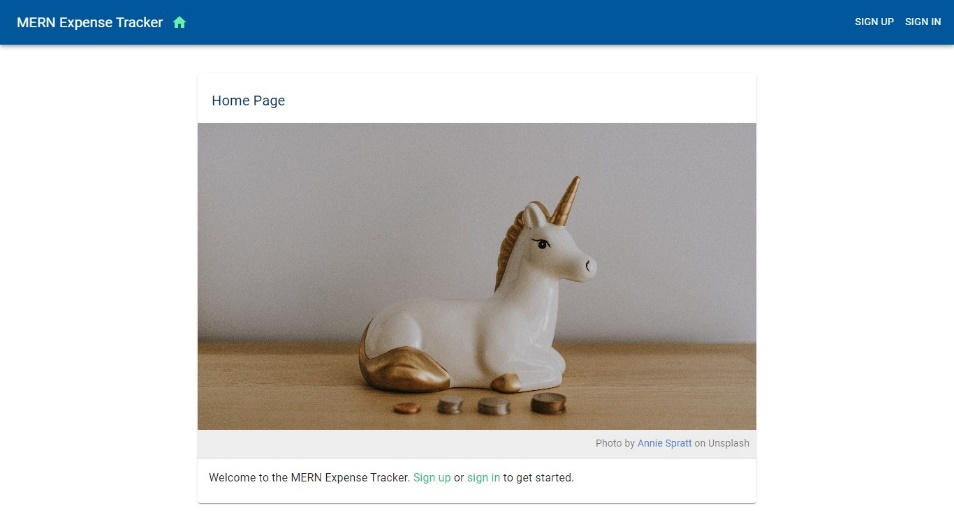 MERN Expense Tracker
SIGN UP SIGN IN
Home Page
Photo by Annie Spratt on Unsplash
Welcome to the MERN Expense Tracker. Sign up or sign in to get started.